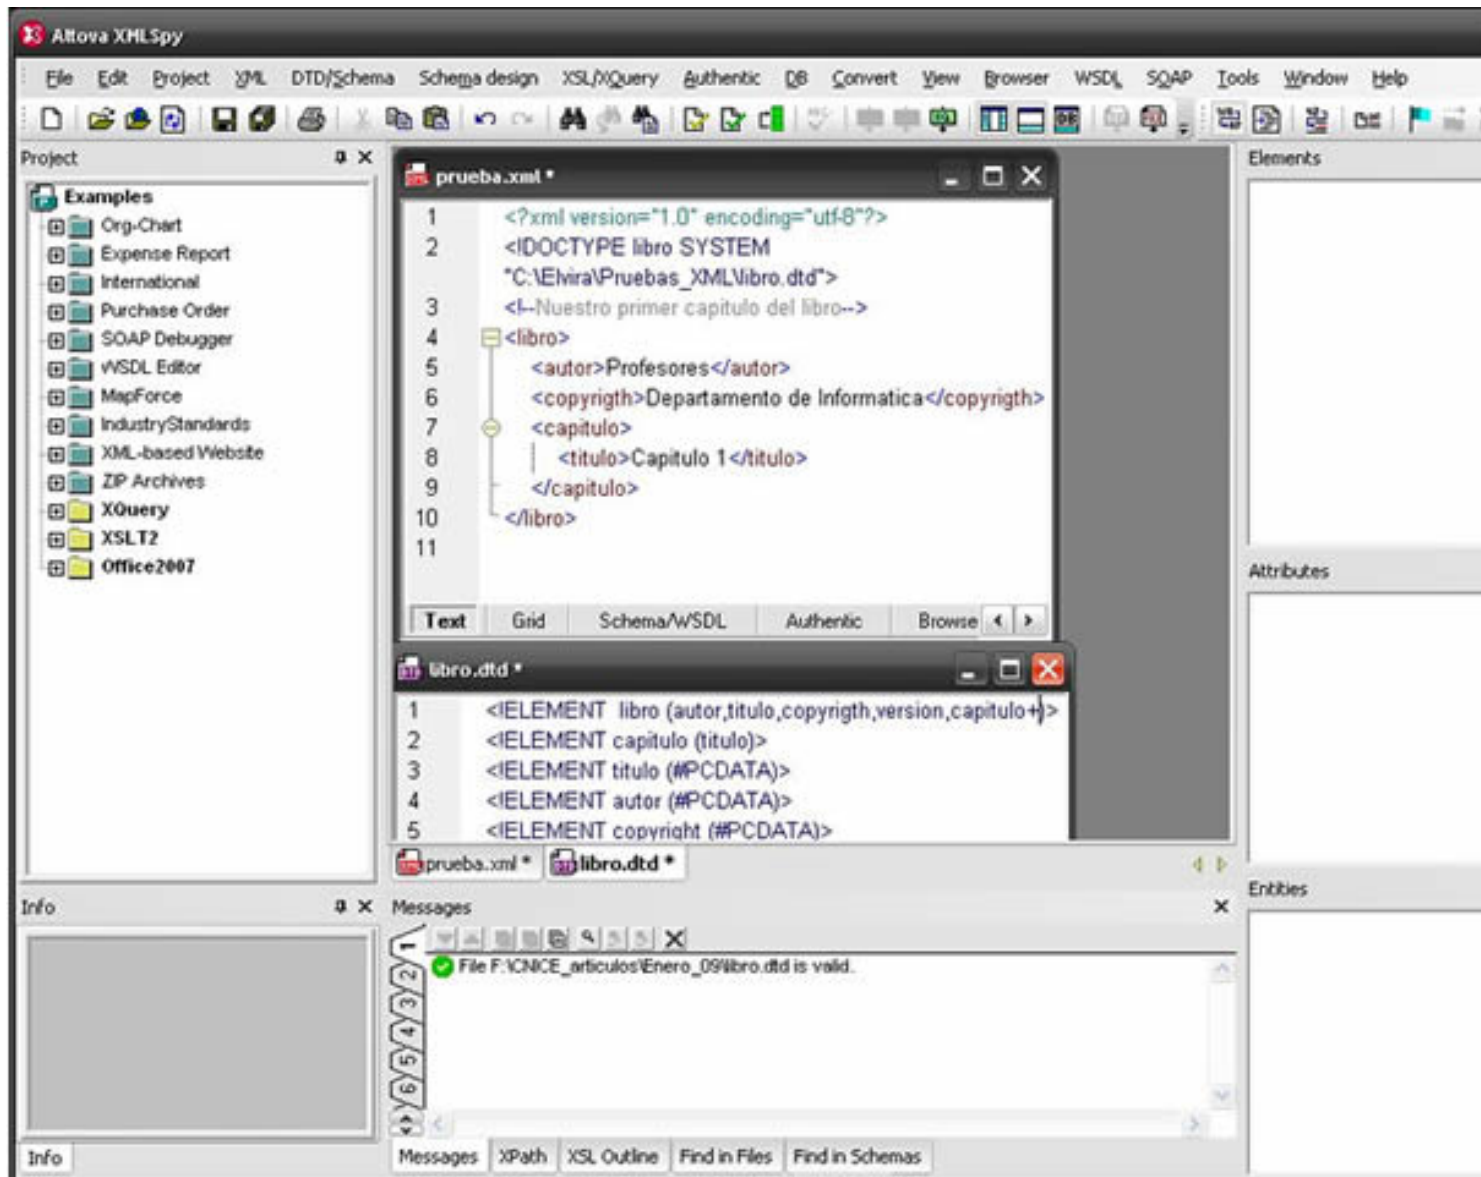 Altova XMLSpy
File Edit Project XML DTD/Schema Schema design XSL/XQuery Authentic DB Convert View Browser WSDL SOAP Tools Window Help
Project
Examples
Org-Chart
Expense Report
International
Purchase Order
SOAP Debugger
WSDL Editor
MapForce
IndustryStandards
XML-based Website
ZIP Archives
XQuery
XSLT2
Office2007
prueba.xml *
1 <?xml version="1.0" encoding="utf-8"?>
2 <!DOCTYPE libro SYSTEM
"C:\Elvira\Pruebas_XML\libro.dtd">
3 <!--Nuestro primer capitulo del libro-->
4 <libro>
5 <autor>Profesores</autor>
6 <copyrigth>Departamento de Informatica</copyrigth>
7 <capitulo>
8 <titulo>Capitulo 1</titulo>
9 </capitulo>
10 </libro>
11
Text Grid Schema/WSDL Authentic Browse
libro.dtd *
1 <!ELEMENT libro (autor,titulo,copyrigth,version,capitulo+)>
2 <!ELEMENT capitulo (titulo)>
3 <!ELEMENT titulo (#PCDATA)>
4 <!ELEMENT autor (#PCDATA)>
5 <!ELEMENT copyright (#PCDATA)>
prueba.xml * libro.dtd *
Elements
Attributes
Entities
Info
Info
Messages
1
2
3
4
5
6
File F:\CNICE_articulos\Enero_09\libro.dtd is valid.
Messages XPath XSL Outline Find in Files Find in Schemas